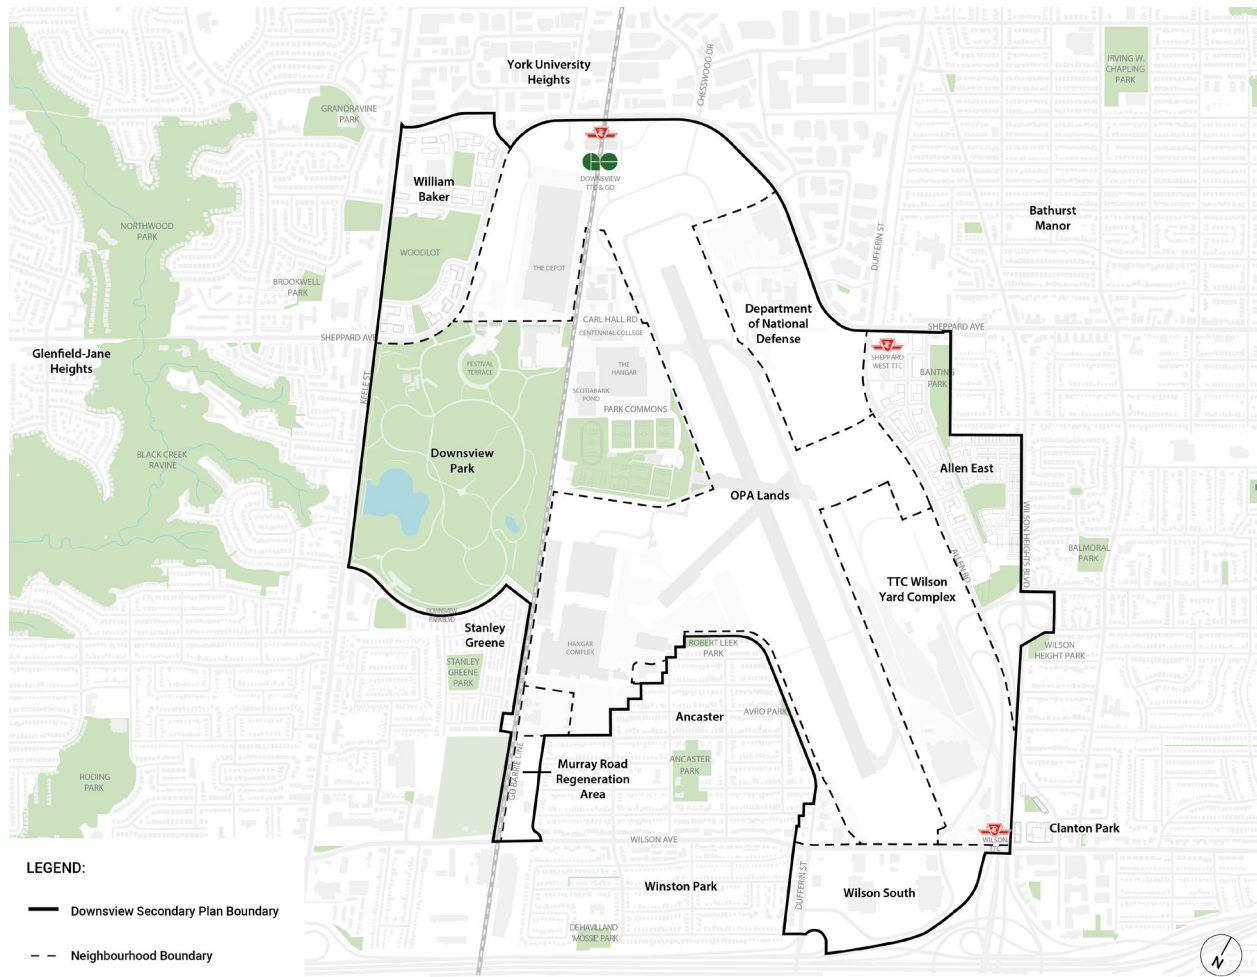 York University
Heights
CHESSWOOD DR
IRVING W.
CHAPLING
PARK
GRANDRAVINE
PARK
DOWNSVIEW
TTC & GO
William
Baker
NORTHWOOD
PARK
WOODLOT
DUFFERIN ST
Bathurst
Manor
THE DEPOT
BROOKWELL
PARK
Department
of National
Defense
CARL HALL RD
CENTENNIAL COLLEGE
SHEPPARD AVE
SHEPPARD AVE
Glenfield-Jane
Heights
FESTIVAL
TERRACE
THE
HANGAR
SHEPPARD
WEST TTC
BANTING
PARK
KEELE ST
SCOTIABANK
POND
PARK COMMONS
BLACK CREEK
RAVINE
Downsview
Park
Allen East
OPA Lands
WILSON HEIGHTS BLVD
BALMORAL
PARK
ALLEN RD
TTC Wilson
Yard Complex
DOWNSVIEW
PARK BLVD
Stanley
Greene
HANGAR
COMPLEX
ROBERT LEEK
PARK
WILSON
HEIGHT PARK
STANLEY
GREENE
PARK
Ancaster
AVRO PARK
GO BARRIE LINE
Murray Road
Regeneration
Area
ANCASTER
PARK
RODING
PARK
WILSON AVE
WILSON
TTC
Clanton Park
Winston Park
DUFFERIN ST
Wilson South
DEHAVILLAND
'MOSSIE' PARK
LEGEND:
Downsview Secondary Plan Boundary
Neighbourhood Boundary
N